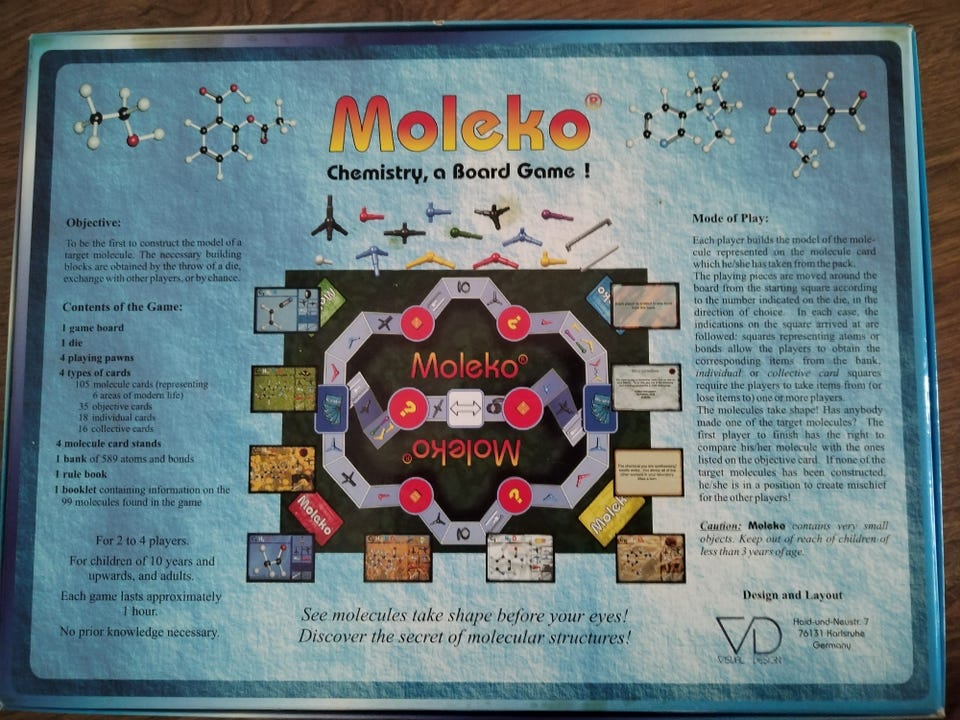 Moleko®
Chemistry, a Board Game !
Objective:
To be the first to construct the model of a
target molecule. The necessary building
blocks are obtained by the throw of a die,
exchange with other players, or by chance.
Contents of the Game:
1 game board
1 die
4 playing pawns
4 types of cards
105 molecule cards (representing
6 areas of modern life)
35 objective cards
18 individual cards
16 collective cards
4 molecule card stands
1 bank of 589 atoms and bonds
1 rule book
1 booklet containing information on the
99 molecules found in the game
For 2 to 4 players.
For children of 10 years and
upwards, and adults.
Each game lasts approximately
1 hour.
No prior knowledge necessary.
Moleko®
Moleko®
Moleko
Moleko
See molecules take shape before your eyes!
Discover the secret of molecular structures!
Mode of Play:
Each player builds the model of the mole-
cule represented on the molecule card
which he/she has taken from the pack.
The playing pieces are moved around the
board from the starting square according
to the number indicated on the die, in the
direction of choice. In each case, the
indications on the square arrived at are
followed: squares representing atoms or
bonds allow the players to obtain the
corresponding items from the bank,
individual or collective card squares
require the players to take items from (or
lose items to) one or more players.
The molecules take shape! Has anybody
made one of the target molecules? The
first player to finish has the right to
compare his/her molecule with the ones
listed on the objective card. If none of the
target molecules has been constructed,
he/she is in a position to create mischief
for the other players!
Caution: Moleko contains very small
objects. Keep out of reach of children of
less than 3 years of age.
Design and Layout
VD
VISUAL DESIGN
Haid-und-Neustr. 7
76131 Karlsruhe
Germany